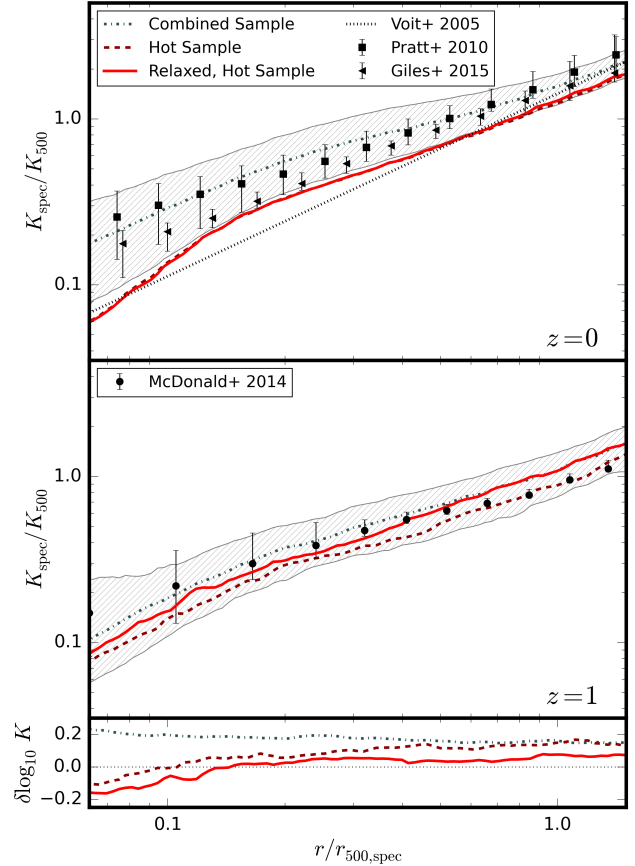 Combined Sample
Hot Sample
Relaxed, Hot Sample
Voit+ 2005
Pratt+ 2010
Giles+ 2015
1.0
0.1
K_spec/K_500
z=0
McDonald+ 2014
1.0
0.1
K_spec/K_500
z=1
0.2
0.0
−0.2
δlog₁₀ K
0.1
1.0
r/r_500,spec